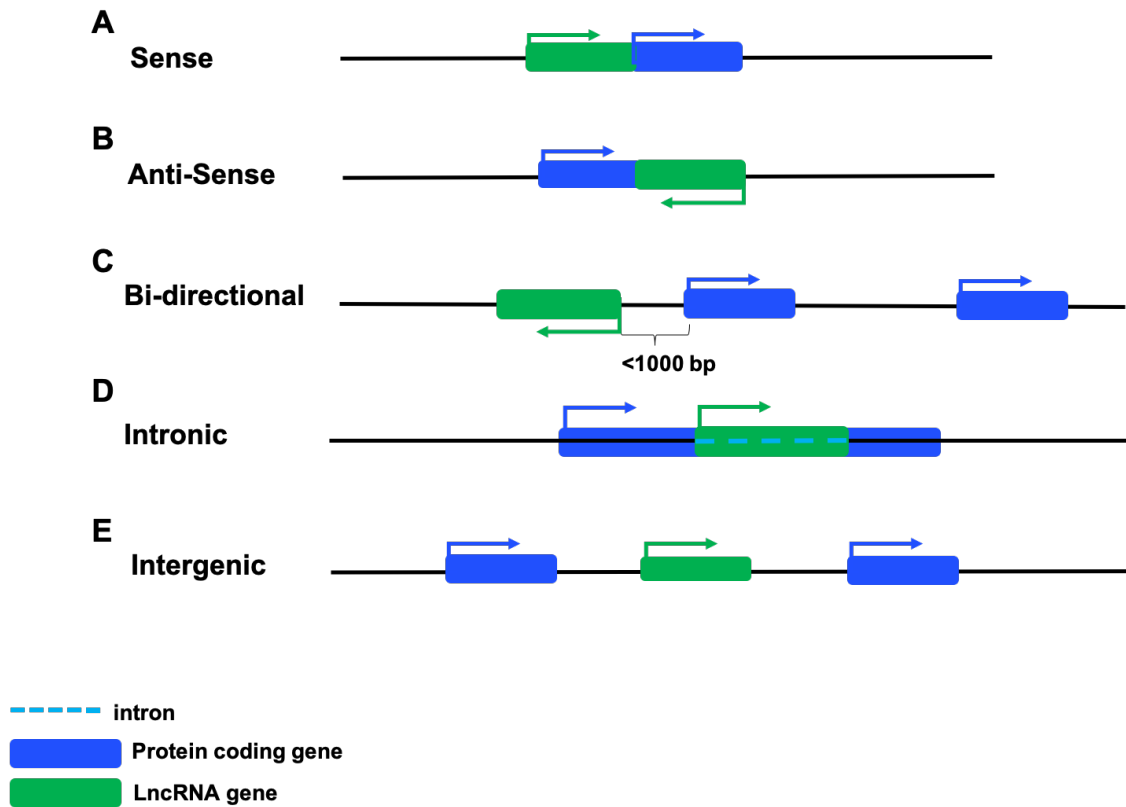 A
Sense
B
Anti-Sense
C
Bi-directional
<1000 bp
D
Intronic
E
Intergenic
intron
Protein coding gene
LncRNA gene